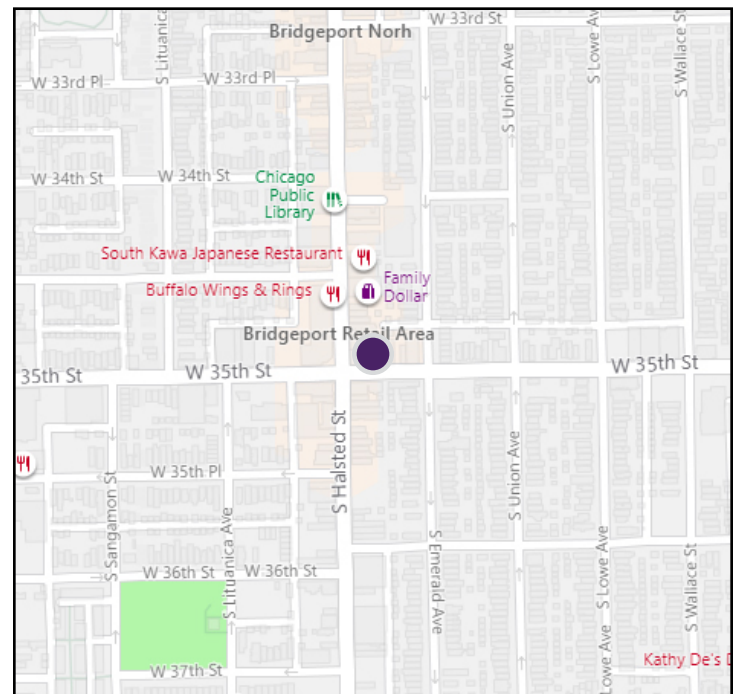 W 33rd St
Bridgeport Norh
S Lituanica
S Union Ave
S Lowe Av
S Wallace St
W 33rd Pl
W 33rd Pl
W 34th St
W 34th St
Chicago
Public
Library
South Kawa Japanese Restaurant
Buffalo Wings & Rings
Family
Dollar
Bridgeport Retail Area
35th St
W 35th St
W 35th St
S Halsted St
W 35th Pl
S Union Ave
S Sangamon St
S Lituanica Ave
S Emerald Ave
S Lowe Ave
S Wallace St
W 36th St
W 36th St
Lowe Ave
Kathy De's
W 37th St